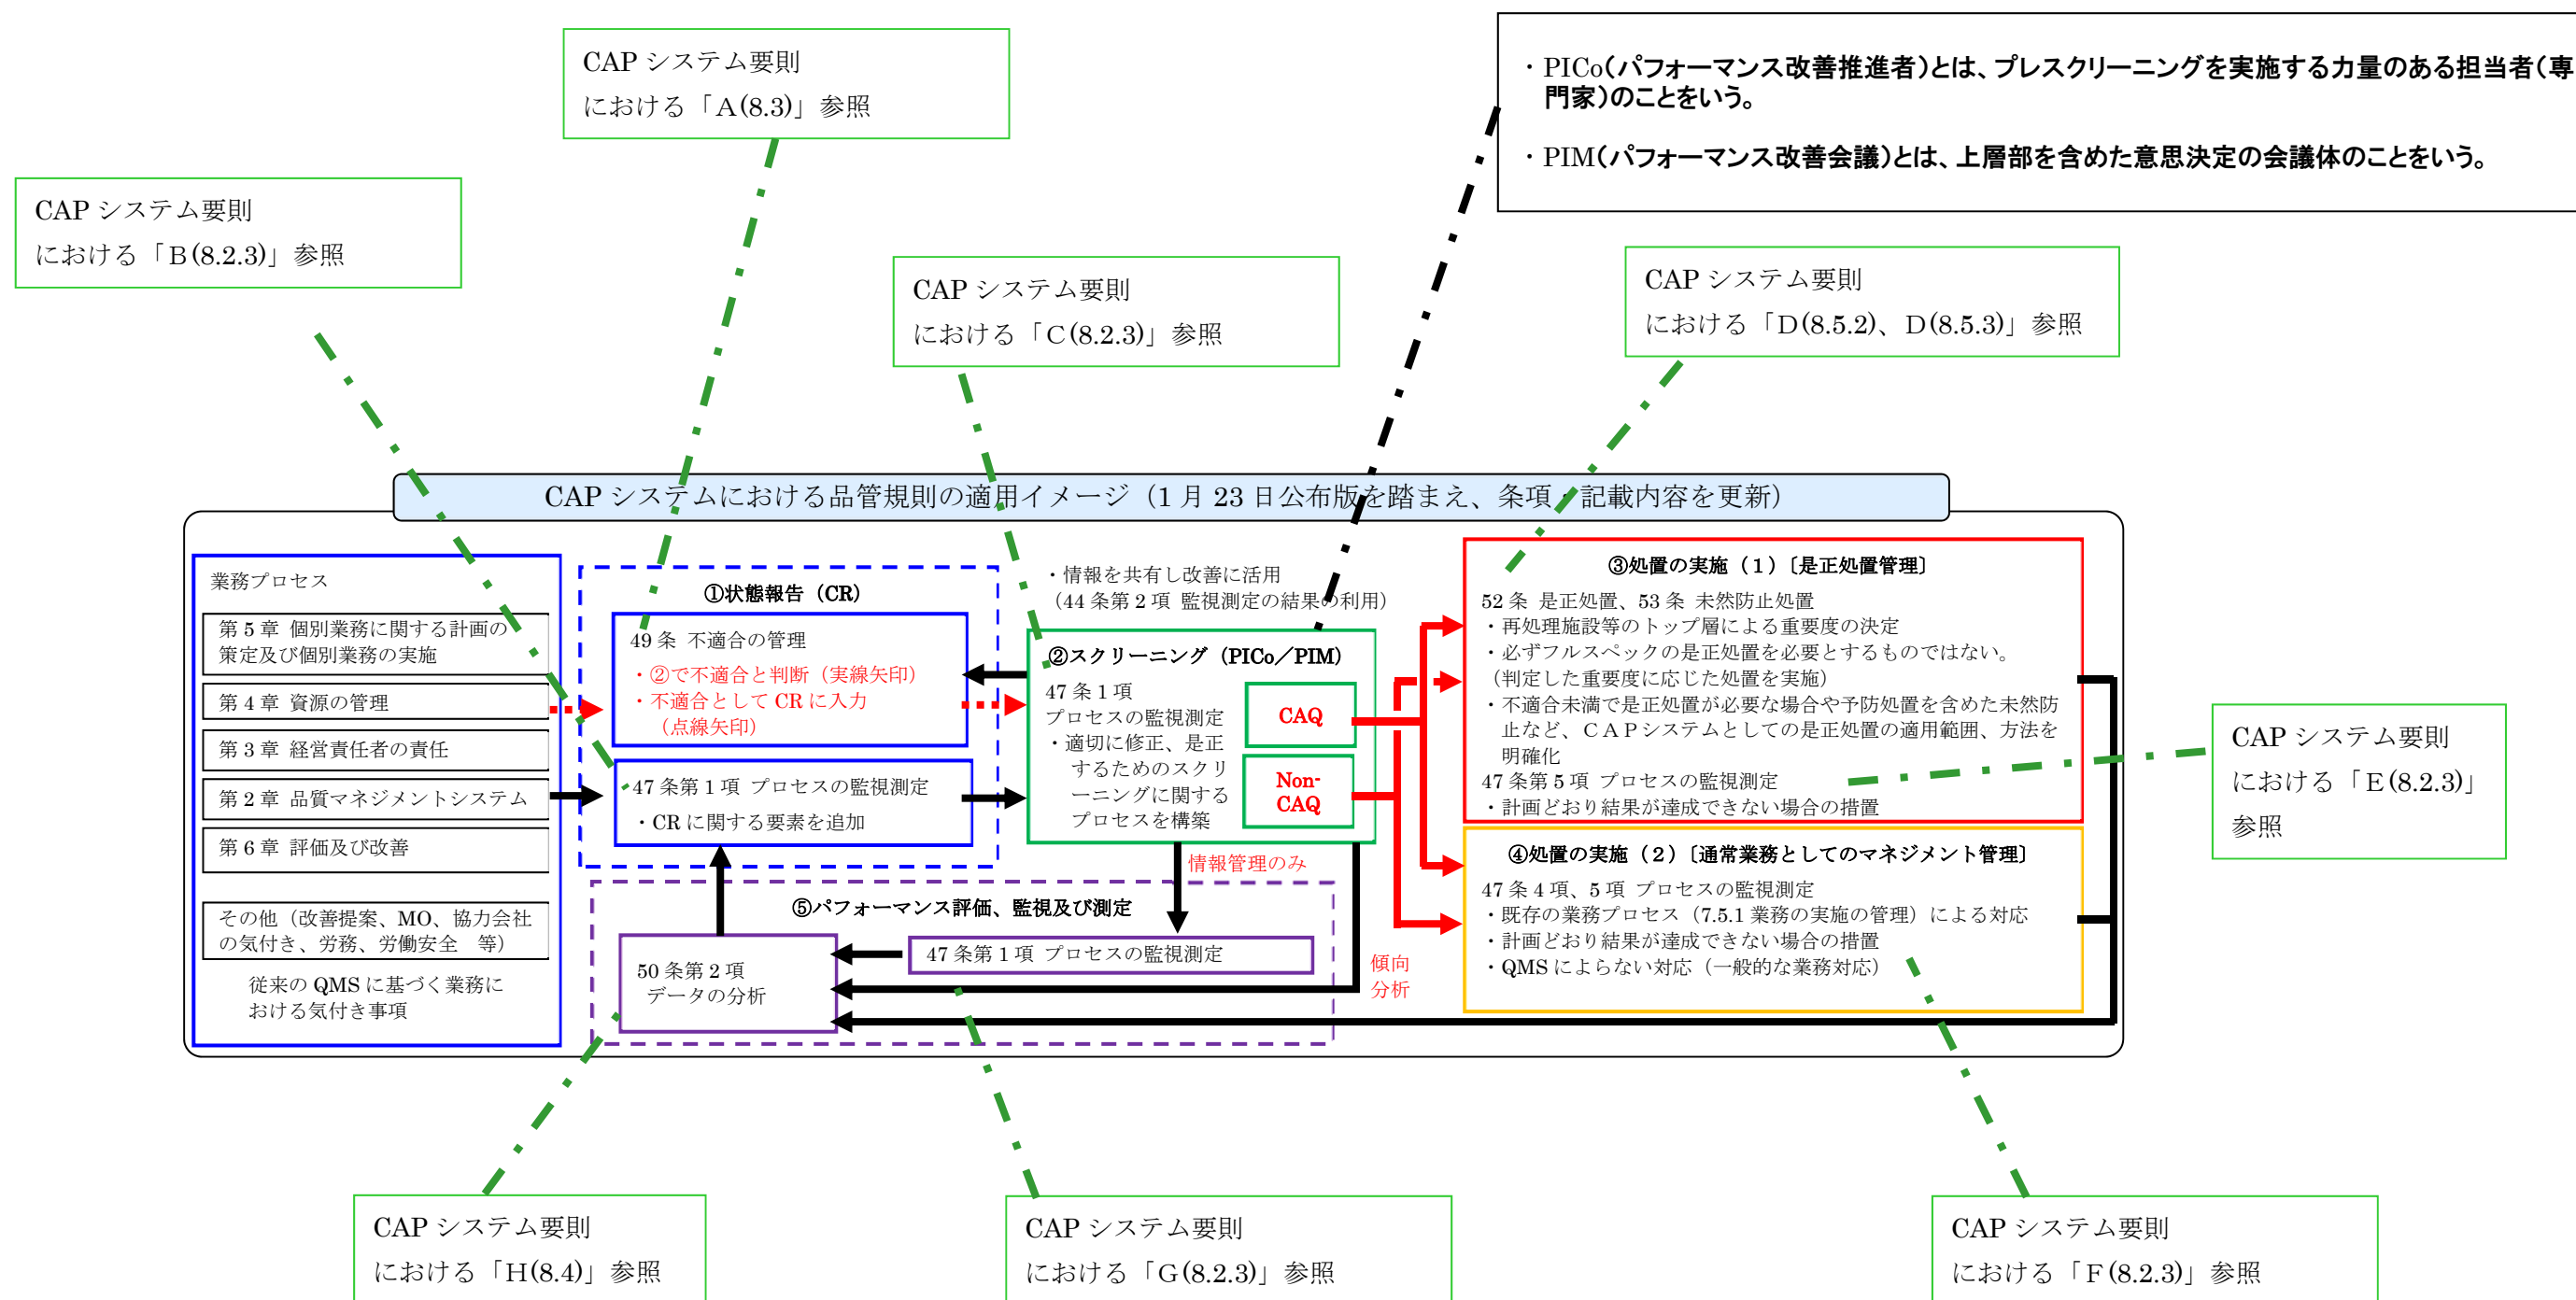 CAP システム要則
における「A(8.3)」参照
・PICo(パフォーマンス改善推進者)とは、プレスクリーニングを実施する力量のある担当者(専
門家)のことをいう。
・PIM(パフォーマンス改善会議)とは、上層部を含めた意思決定の会議体のことをいう。
CAP システム要則
における「B(8.2.3)」参照
CAP システム要則
における「C(8.2.3)」参照
CAP システム要則
における「D(8.5.2)、D(8.5.3)」参照
CAP システムにおける品管規則の適用イメージ（1 月 23 日公布版を踏まえ、条項・記載内容を更新）
業務プロセス
第 5 章 個別業務に関する計画の
策定及び個別業務の実施
第 4 章 資源の管理
第 3 章 経営責任者の責任
第 2 章 品質マネジメントシステム
第 6 章 評価及び改善
その他（改善提案、MO、協力会社
の気付き、労務、労働安全　等）
従来の QMS に基づく業務に
おける気付き事項
①状態報告（CR）
49 条 不適合の管理
・②で不適合と判断（実線矢印）
・不適合として CR に入力
（点線矢印）
47 条第 1 項 プロセスの監視測定
・CR に関する要素を追加
・情報を共有し改善に活用
（44 条第 2 項 監視測定の結果の利用）
②スクリーニング（PICo／PIM）
47 条 1 項
プロセスの監視測定
・適切に修正、是正
するためのスクリ
ーニングに関する
プロセスを構築
CAQ
Non-
CAQ
情報管理のみ
③処置の実施（１）〔是正処置管理〕
52 条 是正処置、53 条 未然防止処置
・再処理施設等のトップ層による重要度の決定
・必ずフルスペックの是正処置を必要とするものではない。
（判定した重要度に応じた処置を実施）
・不適合未満で是正処置が必要な場合や予防処置を含めた未然防
止など、ＣＡＰシステムとしての是正処置の適用範囲、方法を
明確化
47 条第 5 項 プロセスの監視測定
・計画どおり結果が達成できない場合の措置
④処置の実施（２）〔通常業務としてのマネジメント管理〕
47 条 4 項、5 項 プロセスの監視測定
・既存の業務プロセス（7.5.1 業務の実施の管理）による対応
・計画どおり結果が達成できない場合の措置
・QMS によらない対応（一般的な業務対応）
CAP システム要則
における「E(8.2.3)」
参照
⑤パフォーマンス評価、監視及び測定
47 条第 1 項 プロセスの監視測定
50 条第 2 項
データの分析
傾向
分析
CAP システム要則
における「H(8.4)」参照
CAP システム要則
における「G(8.2.3)」参照
CAP システム要則
における「F(8.2.3)」参照